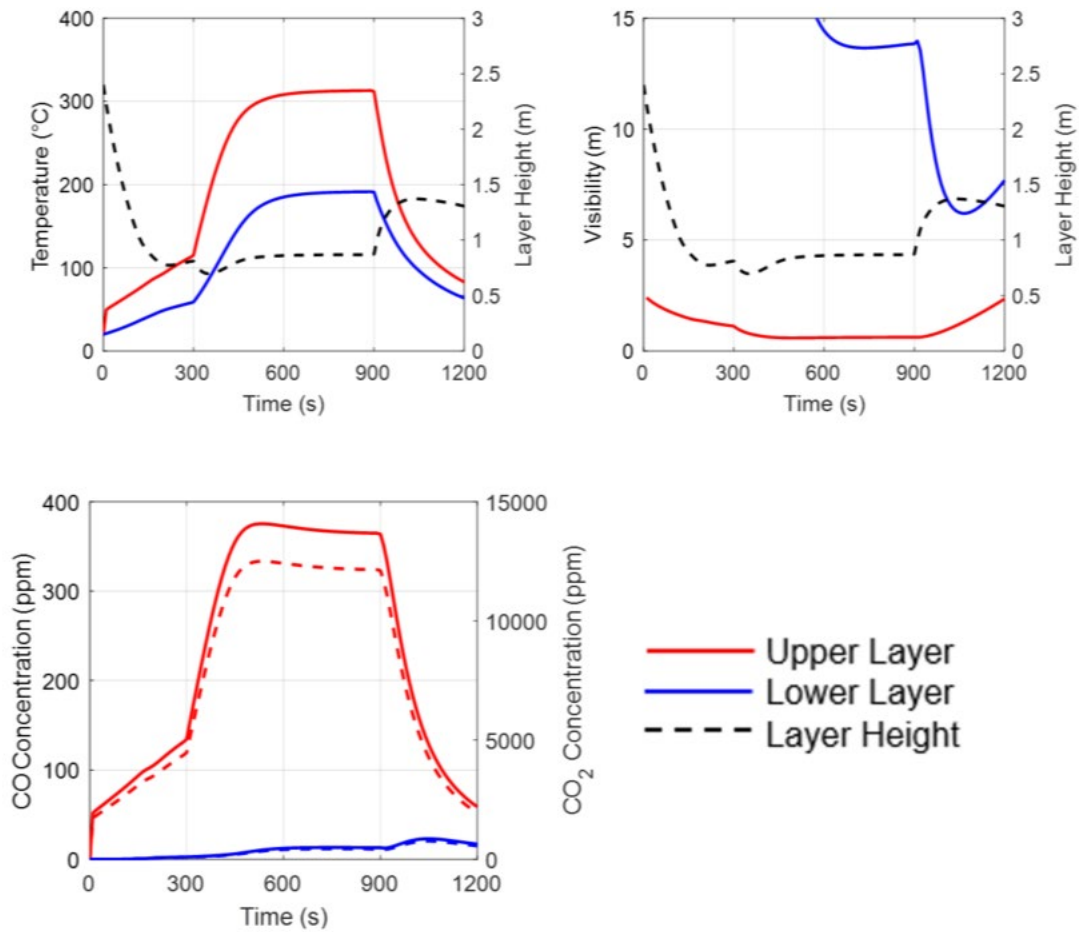 400
300
200
100
0
Temperature (°C)
3
2.5
2
1.5
1
0.5
0
Layer Height (m)
0 300 600 900 1200
Time (s)
15
10
5
0
Visibility (m)
3
2.5
2
1.5
1
0.5
0
Layer Height (m)
0 300 600 900 1200
Time (s)
400
300
200
100
0
CO Concentration (ppm)
15000
10000
5000
0
CO2 Concentration (ppm)
0 300 600 900 1200
Time (s)
Upper Layer
Lower Layer
Layer Height